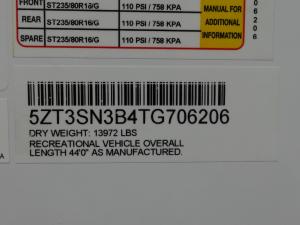 FRONT ST235/80R16/G 110 PSI / 758 KPA MANUAL FOR
REAR ST235/80R16/G 110 PSI / 758 KPA ADDITIONAL
SPARE ST235/80R16/G 110 PSI / 758 KPA INFORMATION
06206
5ZT3SN3B4TG706206
DRY WEIGHT: 13972 LBS
RECREATIONAL VEHICLE OVERALL
LENGTH 44'0" AS MANUFACTURED.